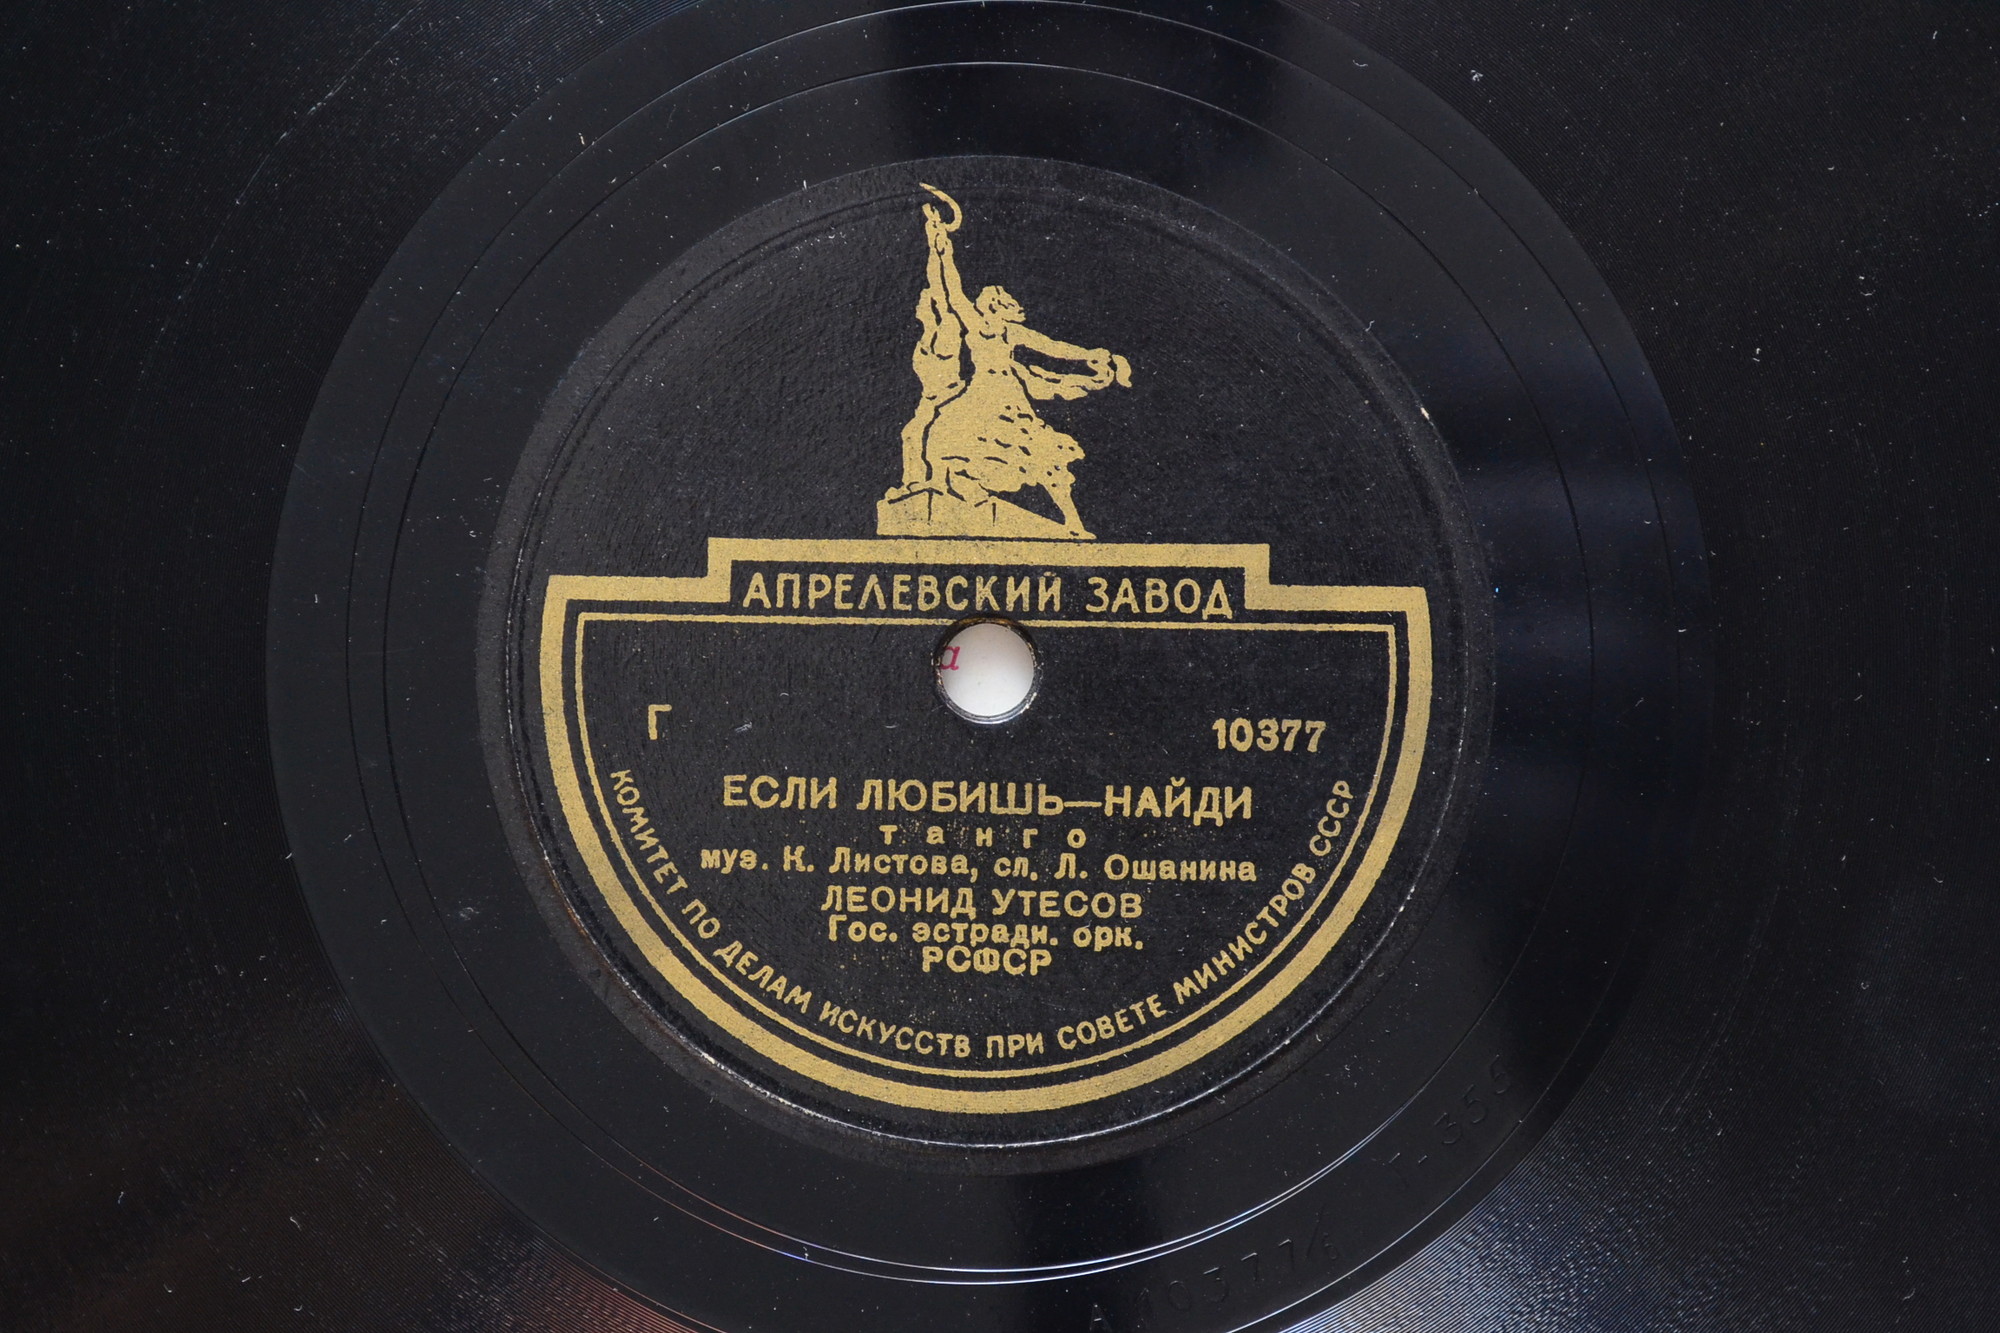 АПРЕЛЕВСКИЙ ЗАВОД
а
Г 10377
ЕСЛИ ЛЮБИШЬ—НАЙДИ
танго
муз. К. Листова, сл. Л. Ошанина
ЛЕОНИД УТЕСОВ
Гос. эстрадн. орк.
РСФСР
КОМИТЕТ ПО ДЕЛАМ ИСКУССТВ ПРИ СОВЕТЕ МИНИСТРОВ СССР